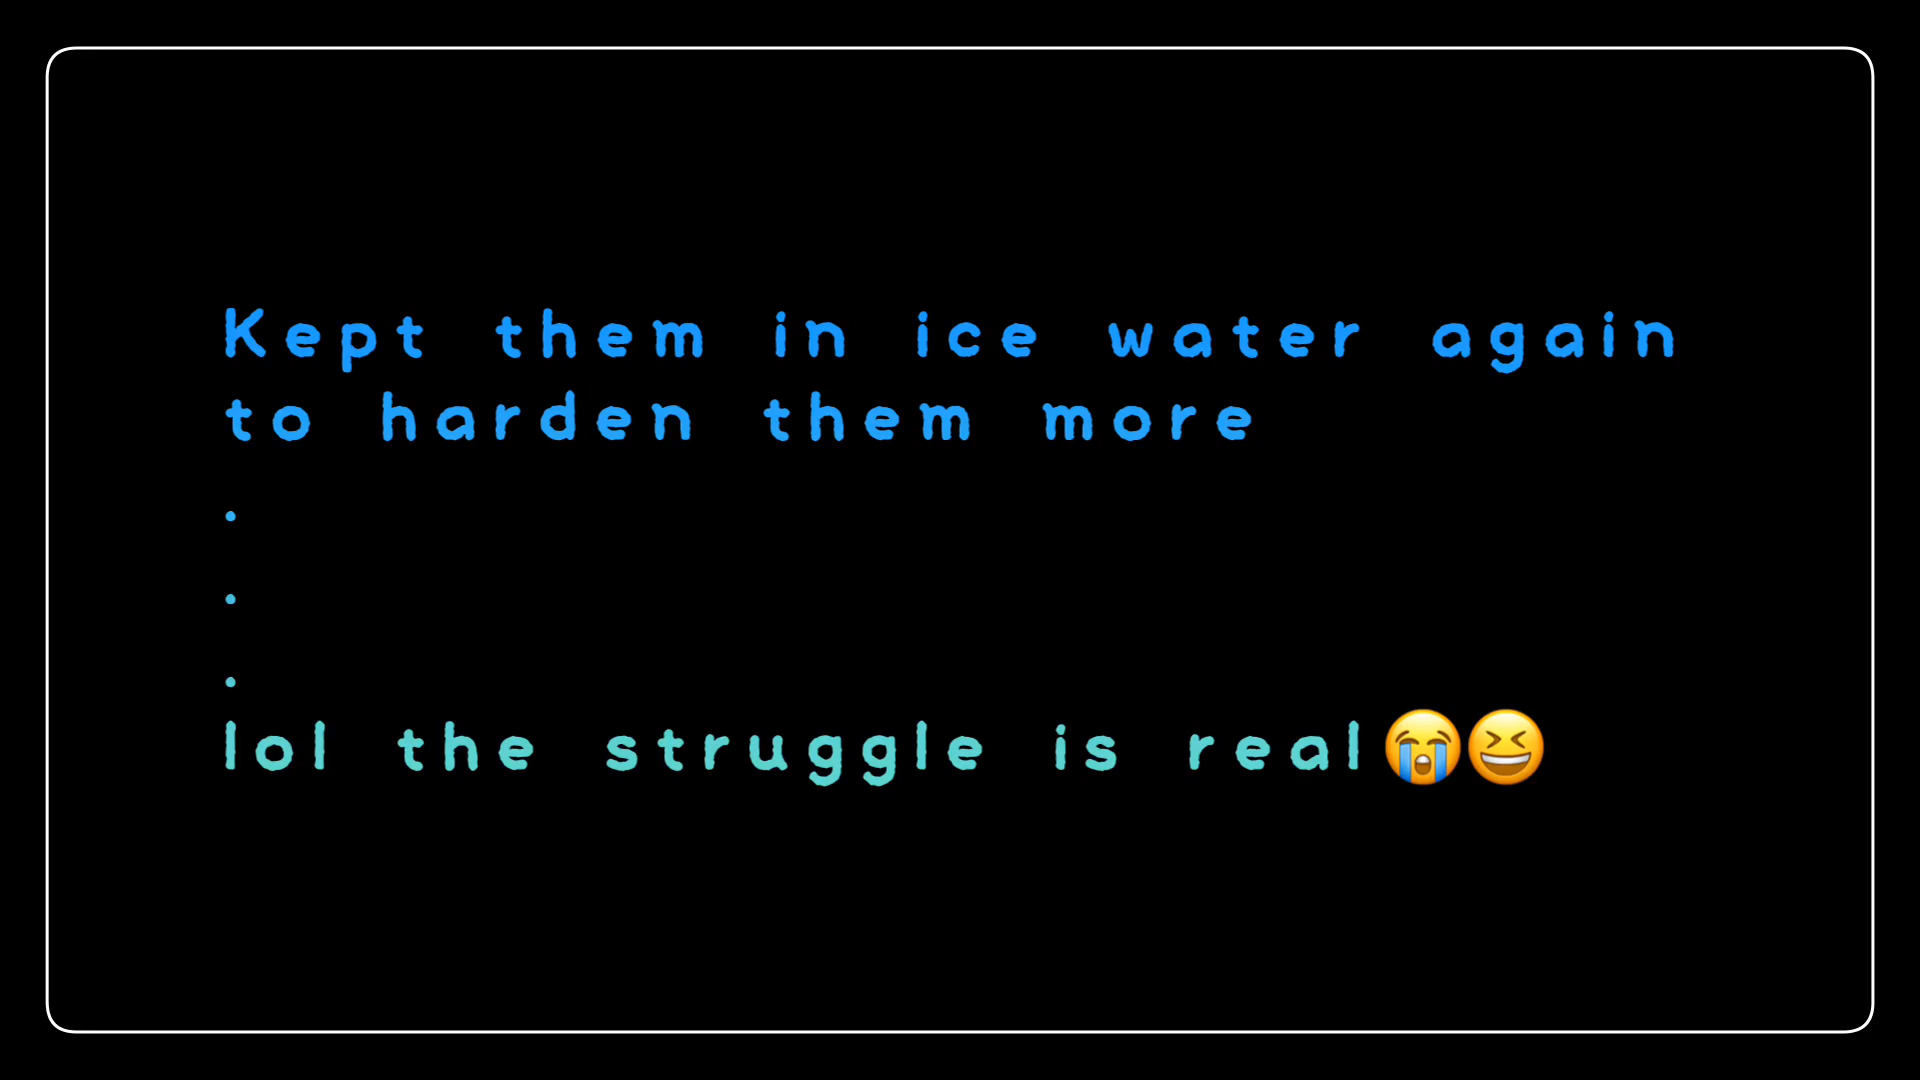 Kept them in ice water again
to harden them more
.
.
.
lol the struggle is real😭😆